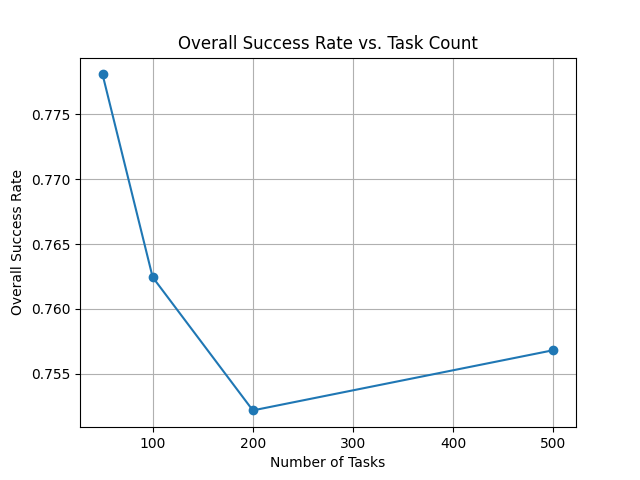 Overall Success Rate vs. Task Count
Overall Success Rate
0.775
0.770
0.765
0.760
0.755
100 200 300 400 500
Number of Tasks